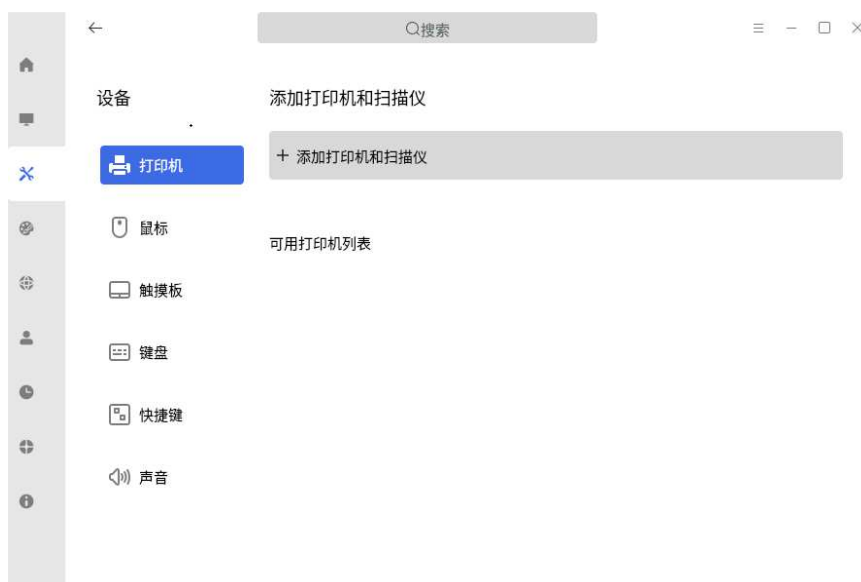 搜索
设备
添加打印机和扫描仪
打印机
+ 添加打印机和扫描仪
鼠标
可用打印机列表
触摸板
键盘
快捷键
声音